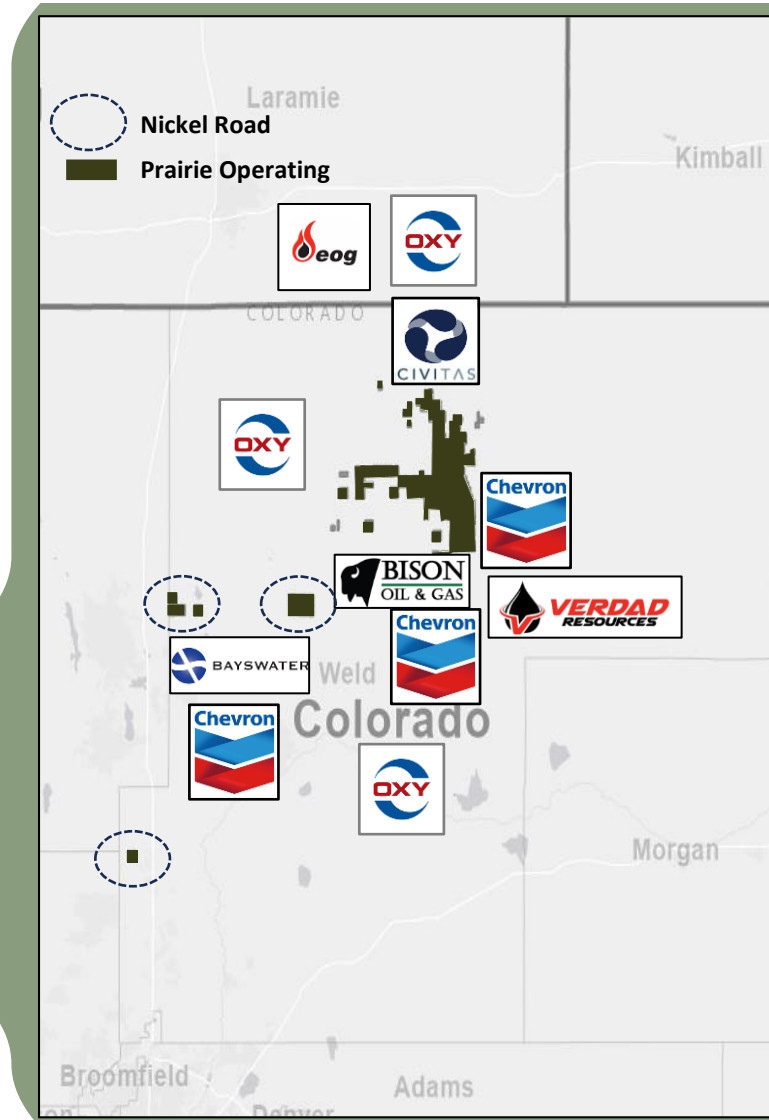 Laramie
Nickel Road
Kimball
Prairie Operating
eog
OXY
COLORADO
CIVITAS
OXY
Chevron
BISON
OIL & GAS
VERDAD
RESOURCES
Chevron
BAYSWATER
Weld
Colorado
Chevron
OXY
Morgan
Broomfield
Adams
Denver